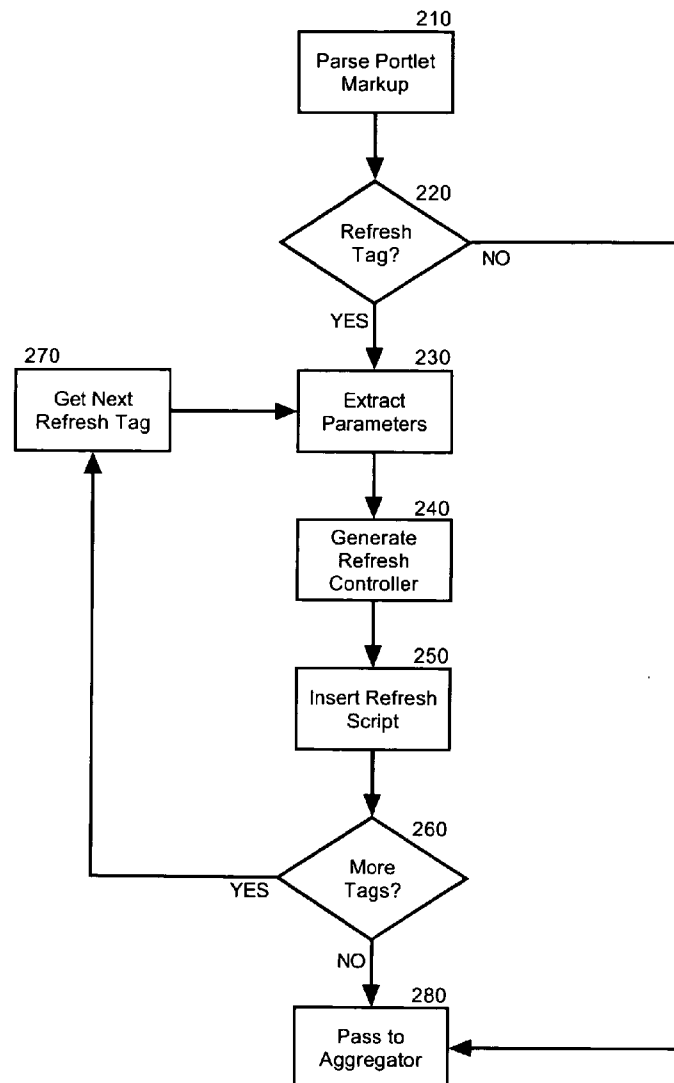 210
Parse Portlet
Markup
220
Refresh
Tag?
NO
YES
270
230
Get Next
Refresh Tag
Extract
Parameters
240
Generate
Refresh
Controller
250
Insert Refresh
Script
260
More
Tags?
YES
NO
280
Pass to
Aggregator